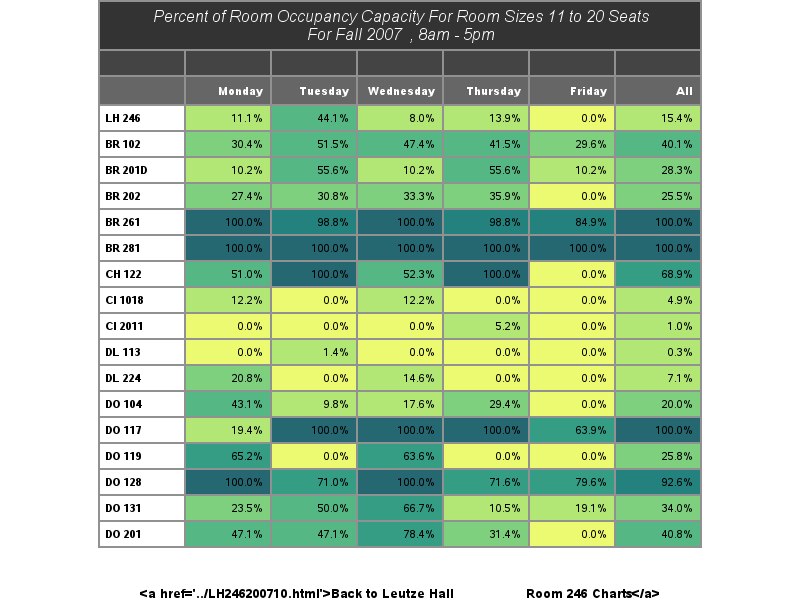 Percent of Room Occupancy Capacity For Room Sizes 11 to 20 Seats
For Fall 2007 , 8am - 5pm
Monday Tuesday Wednesday Thursday Friday All
LH 246 11.1% 44.1% 8.0% 13.9% 0.0% 15.4%
BR 102 30.4% 51.5% 47.4% 41.5% 29.6% 40.1%
BR 201D 10.2% 55.6% 10.2% 55.6% 10.2% 28.3%
BR 202 27.4% 30.8% 33.3% 35.9% 0.0% 25.5%
BR 261 100.0% 98.8% 100.0% 98.8% 84.9% 100.0%
BR 281 100.0% 100.0% 100.0% 100.0% 100.0% 100.0%
CH 122 51.0% 100.0% 52.3% 100.0% 0.0% 68.9%
CI 1018 12.2% 0.0% 12.2% 0.0% 0.0% 4.9%
CI 2011 0.0% 0.0% 0.0% 5.2% 0.0% 1.0%
DL 113 0.0% 1.4% 0.0% 0.0% 0.0% 0.3%
DL 224 20.8% 0.0% 14.6% 0.0% 0.0% 7.1%
DO 104 43.1% 9.8% 17.6% 29.4% 0.0% 20.0%
DO 117 19.4% 100.0% 100.0% 100.0% 63.9% 100.0%
DO 119 65.2% 0.0% 63.6% 0.0% 0.0% 25.8%
DO 128 100.0% 71.0% 100.0% 71.6% 79.6% 92.6%
DO 131 23.5% 50.0% 66.7% 10.5% 19.1% 34.0%
DO 201 47.1% 47.1% 78.4% 31.4% 0.0% 40.8%
<a href='../LH246200710.html'>Back to Leutze Hall Room 246 Charts</a>